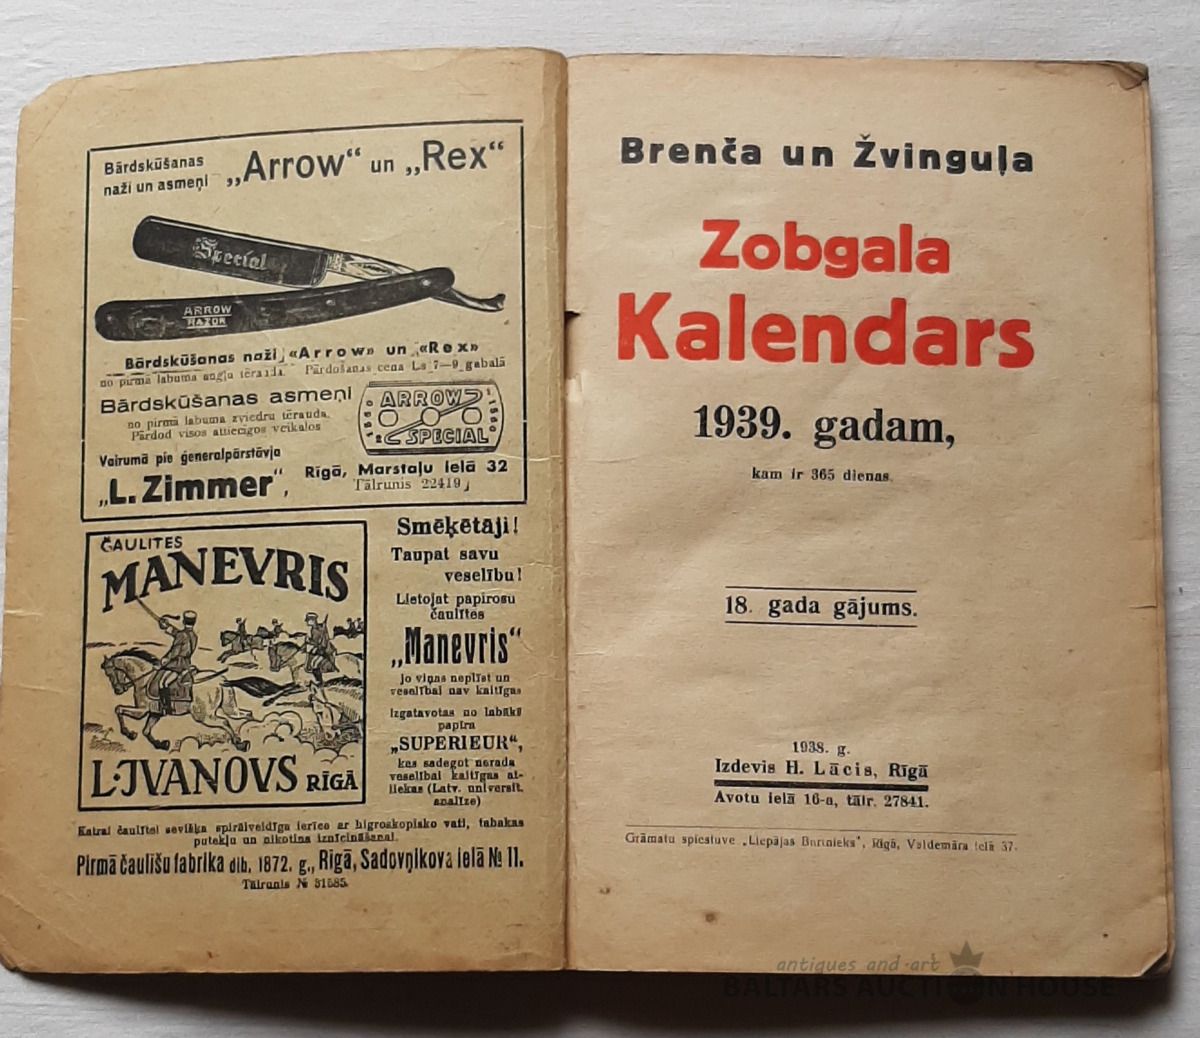 Bārdskūšanas
naži un asmeņi „Arrow“ un „Rex“
Special
ARROW
RAZOR
Bārdskūšanas naži «Arrow» un «Rex»
no pirmā labuma angļu tērauda. Pārdošanas cena Ls 7—9 gabalā
Bārdskūšanas asmeņi
no pirmā labuma zviedru tērauda.
Pārdod visos attiecīgos veikalos
ARROW
SPECIAL
Vairumā pie ģenerālpārstāvja
„L. Zimmer“,
Rīgā, Marstaļu ielā 32
Tālrunis 22419
ČAULITES
MANEVRIS
L·JVANOVS RĪGĀ
Smēķētāji!
Taupat savu
veselību!
Lietojat papirosu
čaulītes
„Manevris“
jo viņas neplīst un
veselībai nav kaitīgas
Izgatavotas no labākā
papīra
„SUPERIEUR“,
kas sadegot nerada
veselībai kaitīgas at-
liekas (Latv. universit.
analīze)
Katrai čaulītei sevišķa spirālveidīga ierīce ar higroskopisko vati, tabakas
putekļu un nikotīna iznīcināšanai.
Pirmā čaulīšu fabrika dib. 1872. g., Rīgā, Sadovņikova ielā № 11.
Tālrunis № 31585.
Brenča un Žvinguļa
Zobgala
Kalendars
1939. gadam,
kam ir 365 dienas.
18. gada gājums.
1938. g.
Izdevis H. Lācis, Rīgā
Avotu ielā 16-a, tālr. 27841.
Grāmatu spiestuve „Liepājas Burtnieks“, Rīgā, Valdemāra ielā 37.
antiques and art
BALTARS AUCTION HOUSE